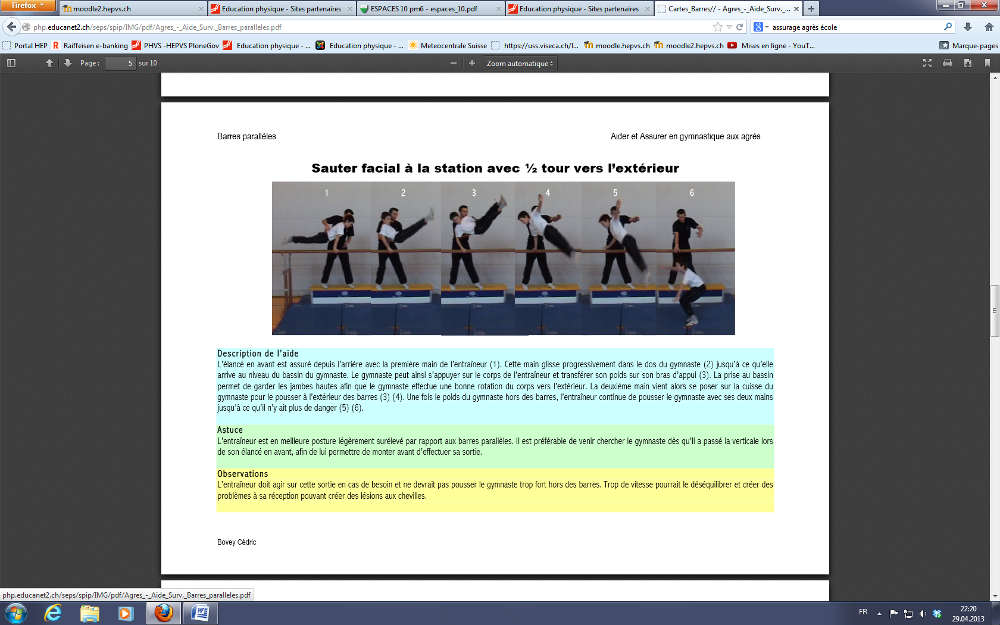 Firefox
moodle2.hepvs.ch
Education physique - Sites partenaires
ESPACES 10 pm6 - espaces_10.pdf
Education physique - Sites partenaires
Cartes_Barres// - Agres_-_Aide_Surv._...
php.educanet2.ch/seps/spip/IMG/pdf/Agres_-_Aide_Surv._Barres_paralleles.pdf
assurage agrès école
Portal HEP
Raiffeisen e-banking
PHVS -HEPVS PloneGov
Education physique - ...
Education physique - ...
Meteocentrale Suisse
https://uss.viseca.ch/l...
moodle.hepvs.ch
moodle2.hepvs.ch
Mises en ligne - YouT...
Marque-pages
Page : 5 sur 10
Zoom automatique
Barres parallèles
Aider et Assurer en gymnastique aux agrès
Sauter facial à la station avec ½ tour vers l'extérieur
1 2 3 4 5 6
Description de l'aide
L'élancé en avant est assuré depuis l'arrière avec la première main de l'entraîneur (1). Cette main glisse progressivement dans le dos du gymnaste (2) jusqu'à ce qu'elle
arrive au niveau du bassin du gymnaste. Le gymnaste peut ainsi s'appuyer sur le corps de l'entraîneur et transférer son poids sur son bras d'appui (3). La prise au bassin
permet de garder les jambes hautes afin que le gymnaste effectue une bonne rotation du corps vers l'extérieur. La deuxième main vient alors se poser sur la cuisse du
gymnaste pour le pousser à l'extérieur des barres (3) (4). Une fois le poids du gymnaste hors des barres, l'entraîneur continue de pousser le gymnaste avec ses deux mains
jusqu'à ce qu'il n'y ait plus de danger (5) (6).
Astuce
L'entraîneur est en meilleure posture légèrement surélevé par rapport aux barres parallèles. Il est préférable de venir chercher le gymnaste dès qu'il a passé la verticale lors
de son élancé en avant, afin de lui permettre de monter avant d'effectuer sa sortie.
Observations
L'entraîneur doit agir sur cette sortie en cas de besoin et ne devrait pas pousser le gymnaste trop fort hors des barres. Trop de vitesse pourrait le déséquilibrer et créer des
problèmes à sa réception pouvant créer des lésions aux chevilles.
Bovey Cédric
php.educanet2.ch/seps/spip/IMG/pdf/Agres_-_Aide_Surv._Barres_paralleles.pdf
FR
22:20
29.04.2013